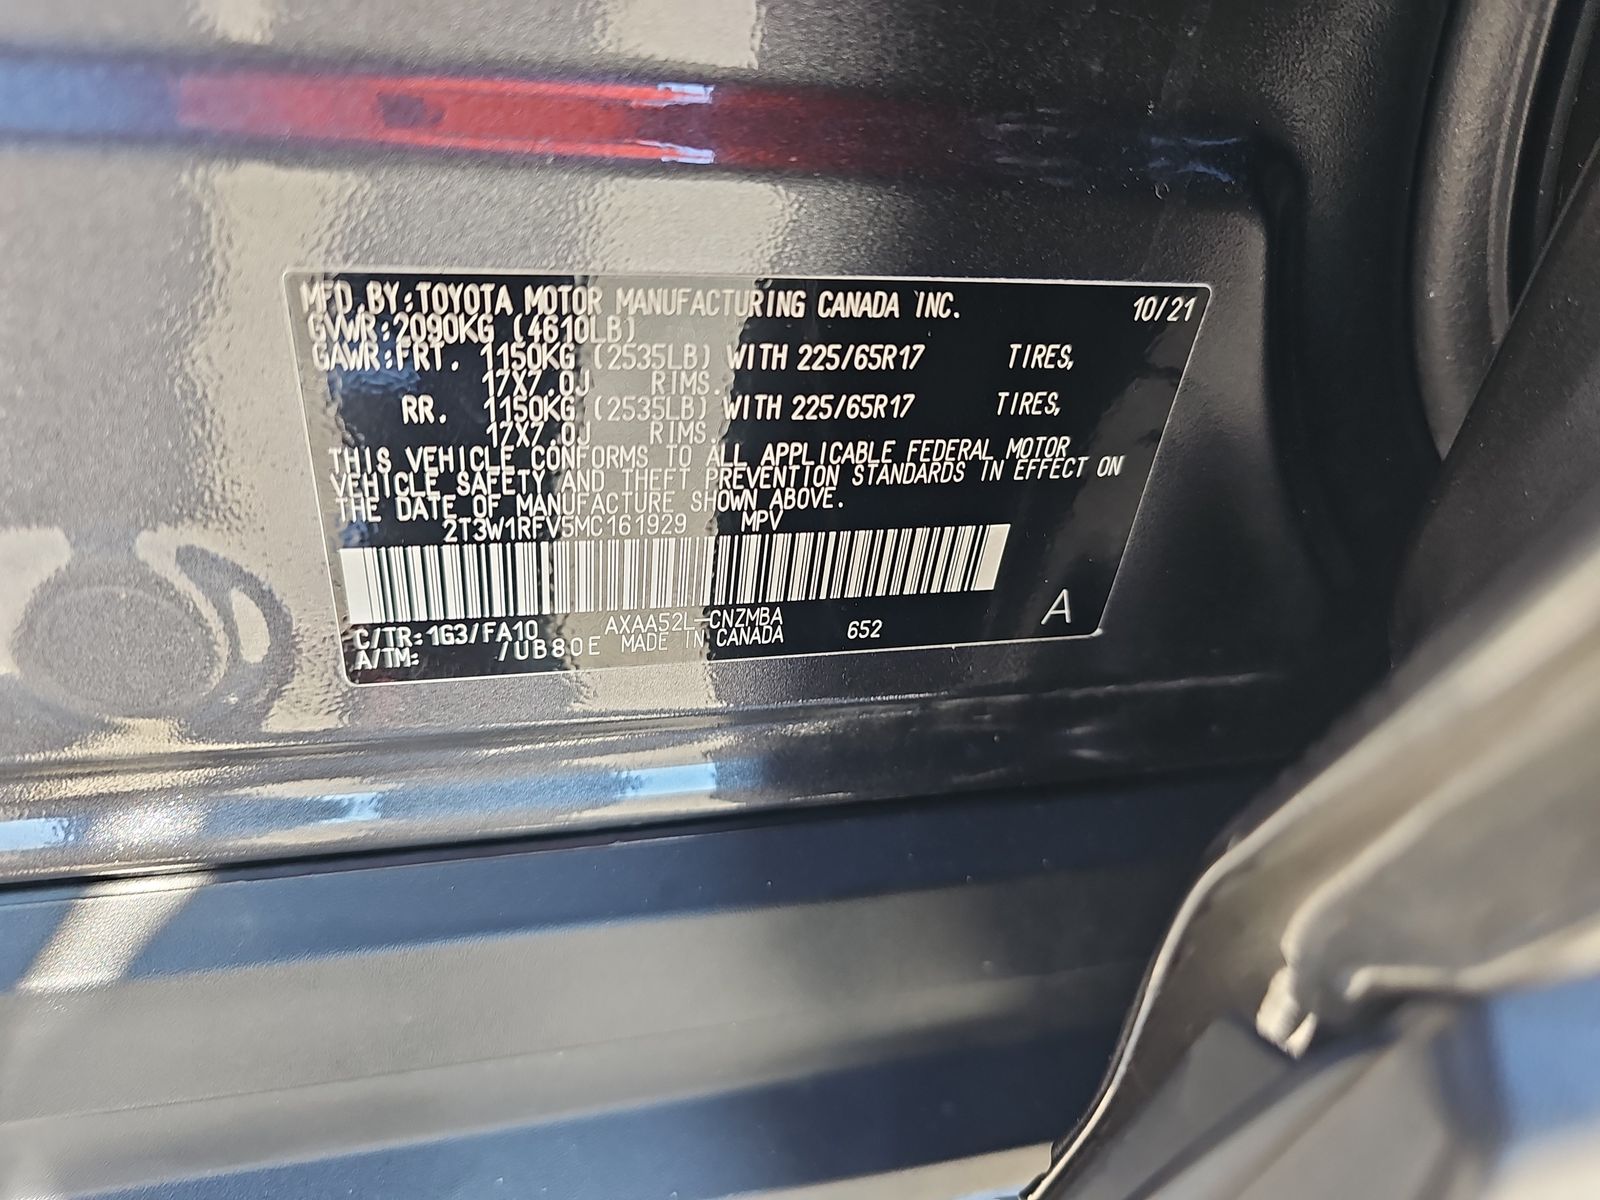 MFD.BY:TOYOTA MOTOR MANUFACTURING CANADA INC. 10/21
GVWR:2090KG (4610LB)
GAWR:FRT. 1150KG (2535LB) WITH 225/65R17 TIRES,
17X7.0J RIMS.
RR. 1150KG (2535LB) WITH 225/65R17 TIRES,
17X7.0J RIMS.
THIS VEHICLE CONFORMS TO ALL APPLICABLE FEDERAL MOTOR
VEHICLE SAFETY AND THEFT PREVENTION STANDARDS IN EFFECT ON
THE DATE OF MANUFACTURE SHOWN ABOVE.
2T3W1RFV5MC161929 MPV
C/TR:1G3/FA10 AXAA52L-CNZMBA 652 A
A/TM: /UB80E MADE IN CANADA